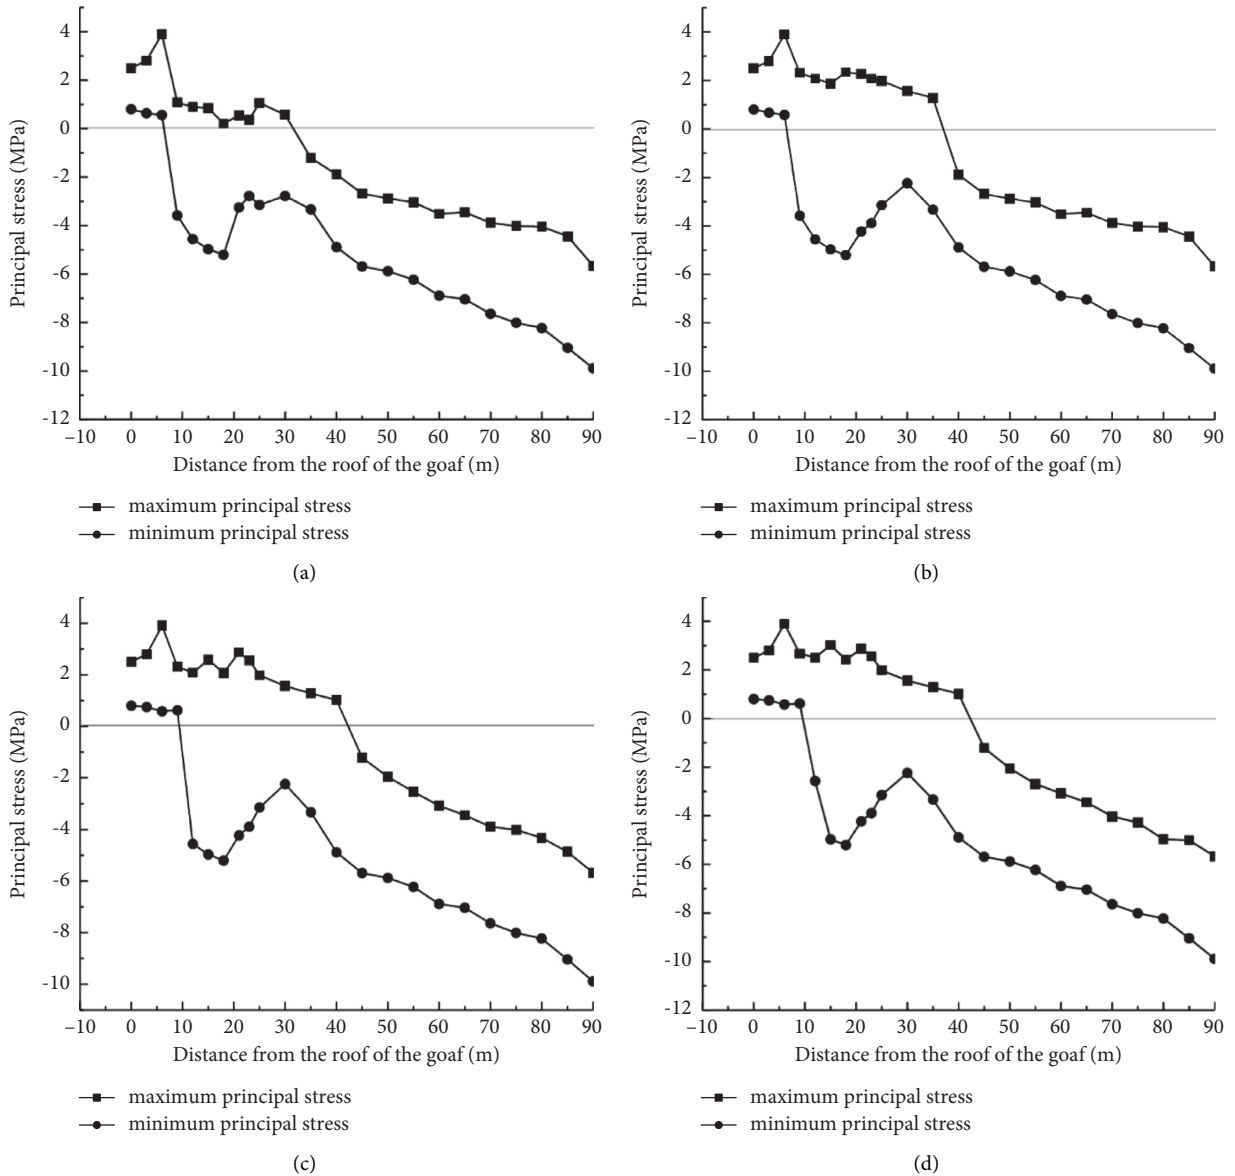 4
2
0
-2
-4
-6
-8
-10
-12
Principal stress (MPa)
−10 0 10 20 30 40 50 60 70 80 90
Distance from the roof of the goaf (m)
maximum principal stress
minimum principal stress
(a)
4
2
0
-2
-4
-6
-8
-10
-12
Principal stress (MPa)
−10 0 10 20 30 40 50 60 70 80 90
Distance from the roof of the goaf (m)
maximum principal stress
minimum principal stress
(b)
4
2
0
-2
-4
-6
-8
-10
Principal stress (MPa)
−10 0 10 20 30 40 50 60 70 80 90
Distance from the roof of the goaf (m)
maximum principal stress
minimum principal stress
(c)
4
2
0
-2
-4
-6
-8
-10
-12
Principal stress (MPa)
−10 0 10 20 30 40 50 60 70 80 90
Distance from the roof of the goaf (m)
maximum principal stress
minimum principal stress
(d)